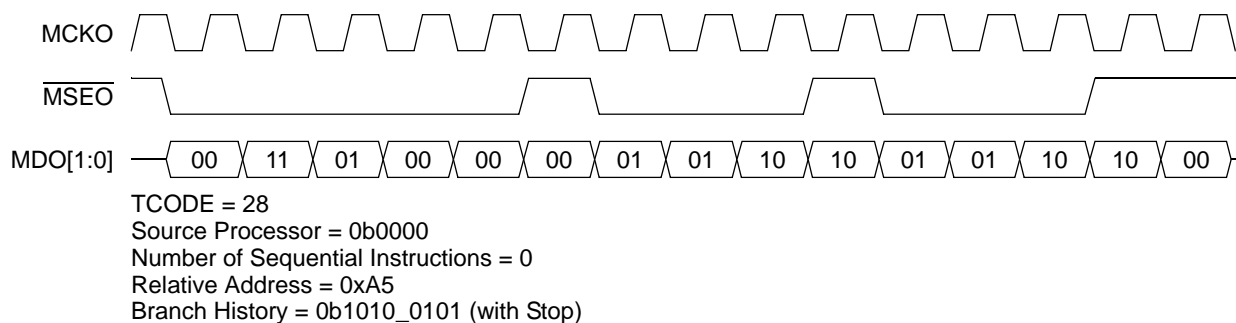 MCKO
MSEO
MDO[1:0] 00 11 01 00 00 00 01 01 10 10 01 01 10 10 00
TCODE = 28
Source Processor = 0b0000
Number of Sequential Instructions = 0
Relative Address = 0xA5
Branch History = 0b1010_0101 (with Stop)